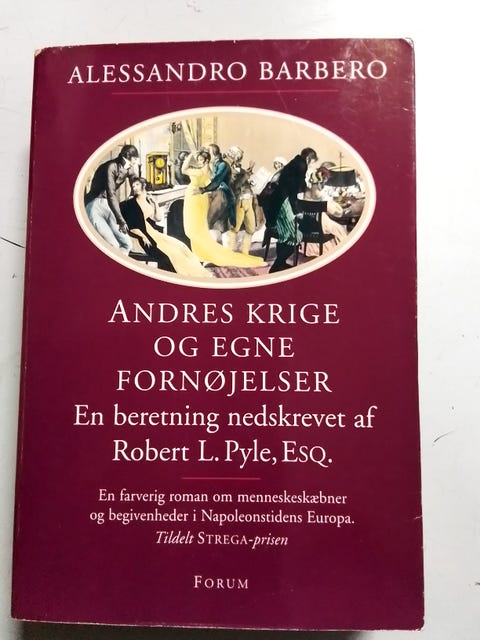 ALESSANDRO BARBERO
ANDRES KRIGE
OG EGNE
FORNØJELSER
En beretning nedskrevet af
Robert L. Pyle, ESQ.
En farverig roman om menneskeskæbner
og begivenheder i Napoleonstidens Europa.
Tildelt STREGA-prisen
FORUM